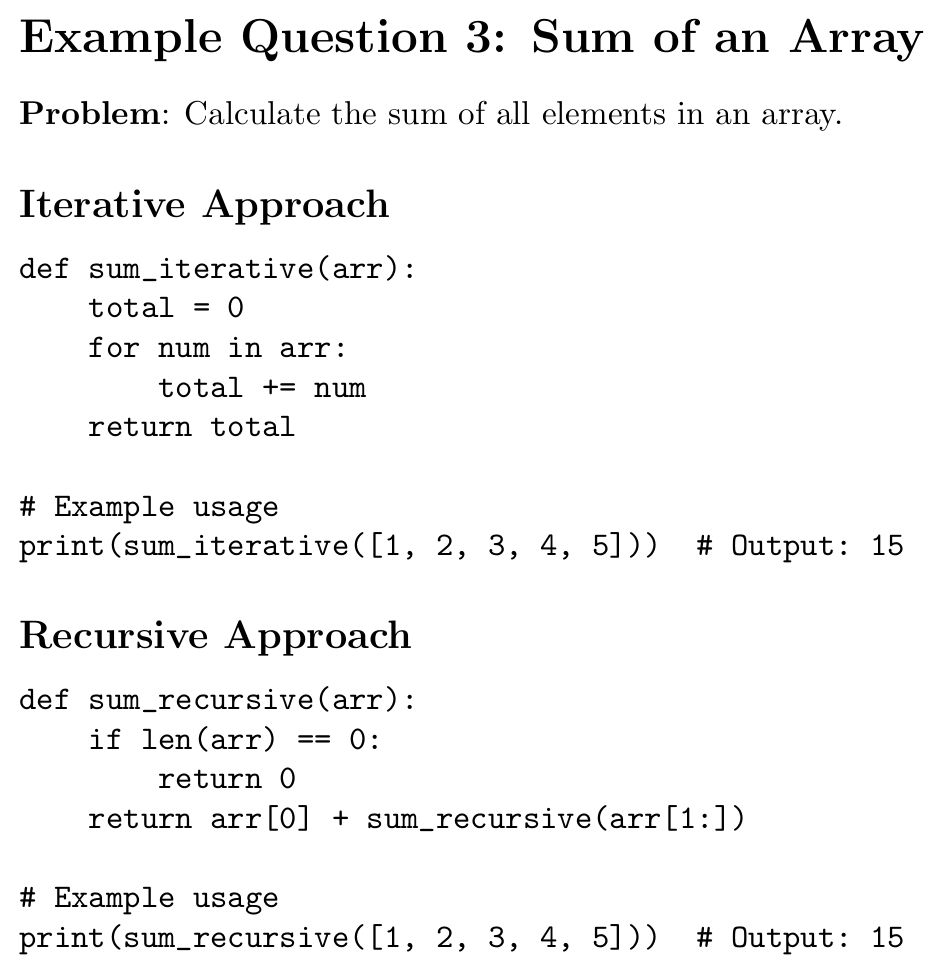 Example Question 3: Sum of an Array
Problem: Calculate the sum of all elements in an array.
Iterative Approach
def sum_iterative(arr):
    total = 0
    for num in arr:
        total += num
    return total
# Example usage
print(sum_iterative([1, 2, 3, 4, 5]))  # Output: 15
Recursive Approach
def sum_recursive(arr):
    if len(arr) == 0:
        return 0
    return arr[0] + sum_recursive(arr[1:])
# Example usage
print(sum_recursive([1, 2, 3, 4, 5]))  # Output: 15